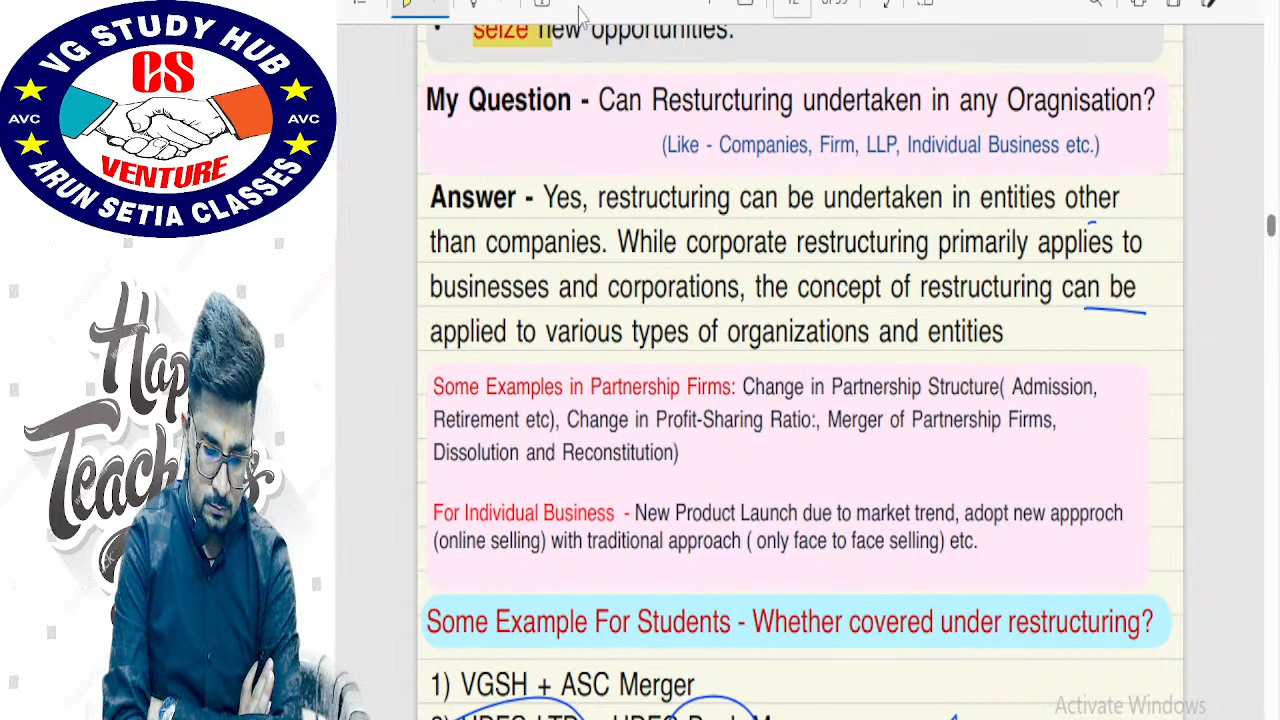 VG STUDY HUB
CS
AVC
AVC
VENTURE
ARUN SETIA CLASSES
Happy
Teach
seize new opportunities.
My Question - Can Resturcturing undertaken in any Oragnisation?
(Like - Companies, Firm, LLP, Individual Business etc.)
Answer - Yes, restructuring can be undertaken in entities other
than companies. While corporate restructuring primarily applies to
businesses and corporations, the concept of restructuring can be
applied to various types of organizations and entities
Some Examples in Partnership Firms: Change in Partnership Structure( Admission,
Retirement etc), Change in Profit-Sharing Ratio:, Merger of Partnership Firms,
Dissolution and Reconstitution)
For Individual Business - New Product Launch due to market trend, adopt new appproch
(online selling) with traditional approach ( only face to face selling) etc.
Some Example For Students - Whether covered under restructuring?
1) VGSH + ASC Merger
Activate Windows